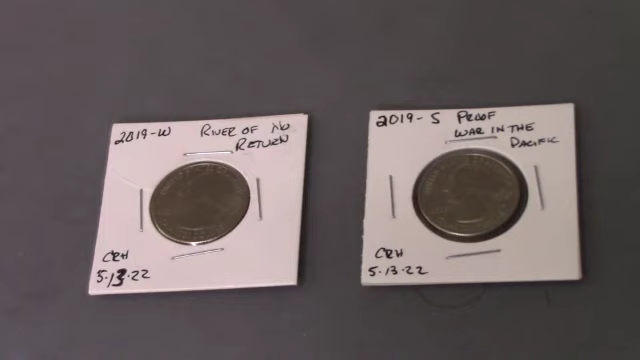 2019-W RIVER OF NO
RETURN
CRH
5.13.22
2019-S PROOF
WAR IN THE
PACIFIC
CRH
5.13.22